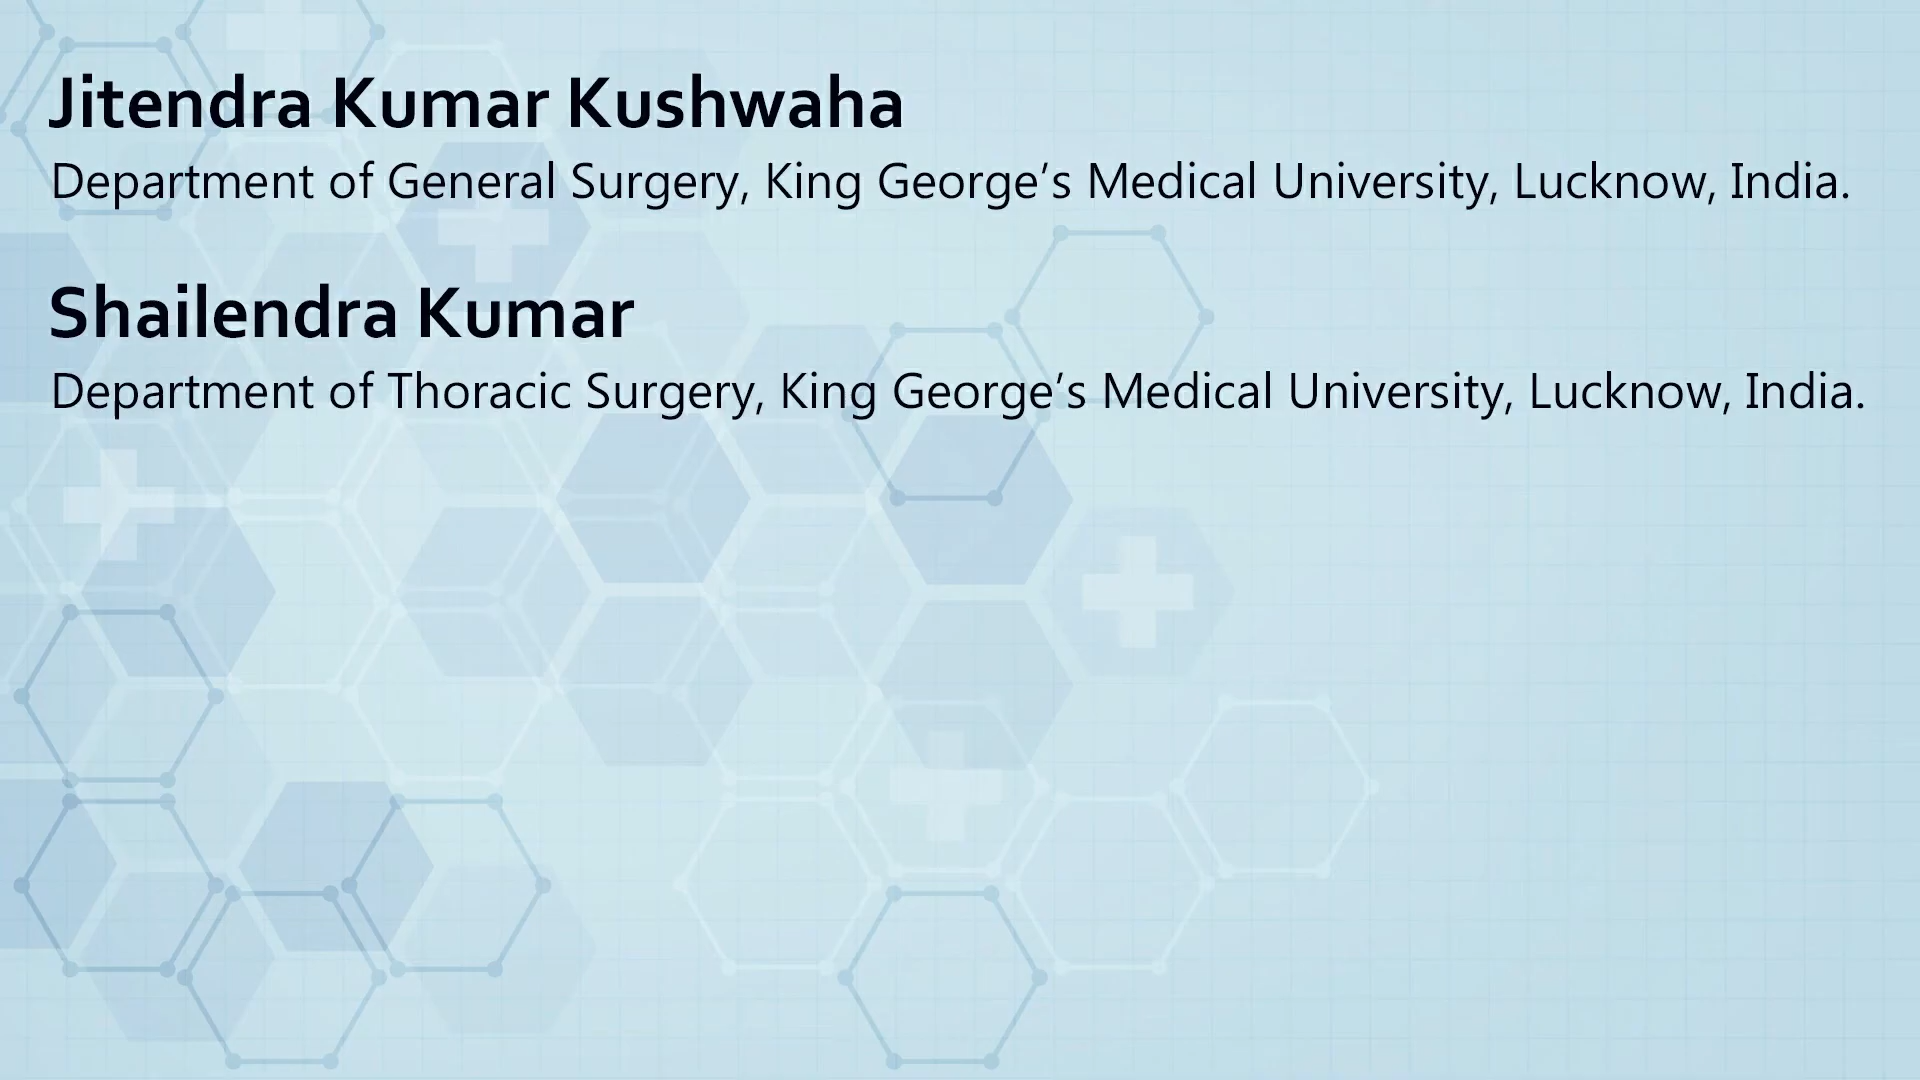 Jitendra Kumar Kushwaha
Department of General Surgery, King George’s Medical University, Lucknow, India.
Shailendra Kumar
Department of Thoracic Surgery, King George’s Medical University, Lucknow, India.